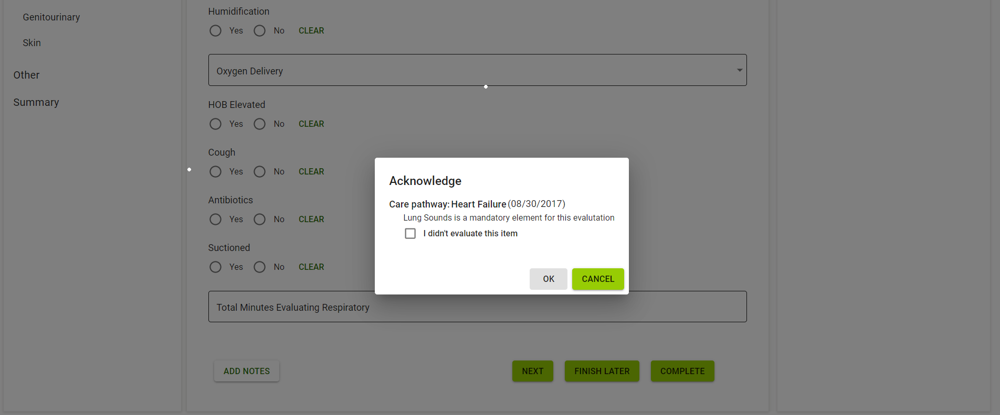 Genitourinary
Skin
Other
Summary
Humidification
Yes No CLEAR
Oxygen Delivery
HOB Elevated
Yes No CLEAR
Cough
Yes No CLEAR
Antibiotics
Yes No CLEAR
Suctioned
Yes No CLEAR
Total Minutes Evaluating Respiratory
ADD NOTES NEXT FINISH LATER COMPLETE
Acknowledge
Care pathway: Heart Failure (08/30/2017)
Lung Sounds is a mandatory element for this evalutation
I didn't evaluate this item
OK CANCEL